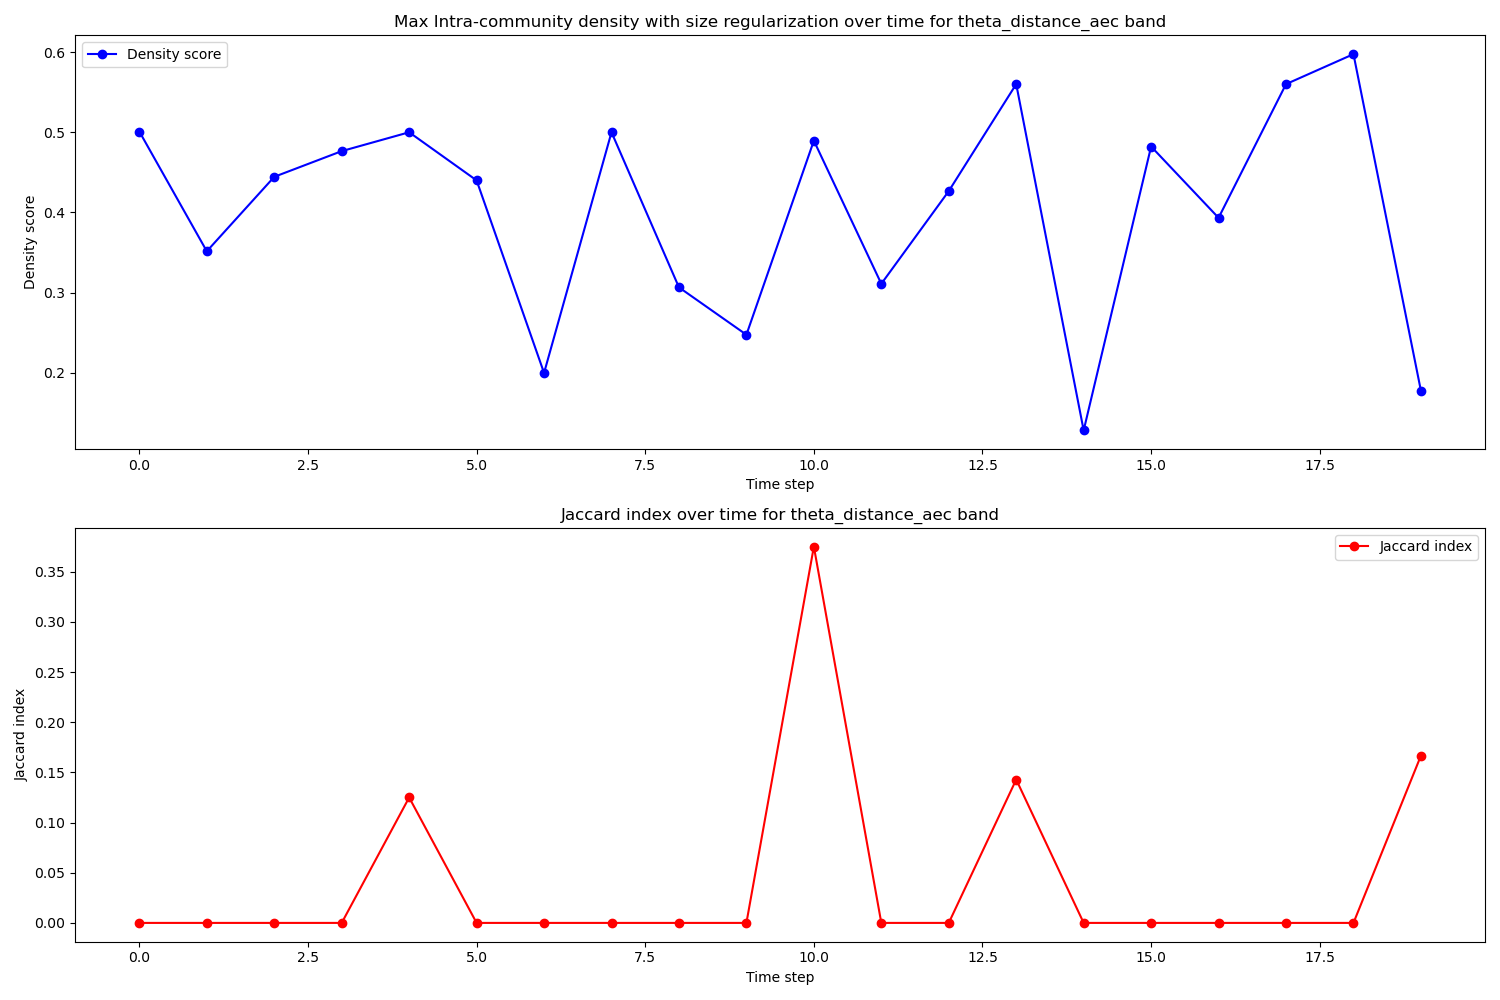 Max Intra-community density with size regularization over time for theta_distance_aec band
Density score
0.6
0.5
0.4
0.3
0.2
Density score
0.0 2.5 5.0 7.5 10.0 12.5 15.0 17.5
Time step
Jaccard index over time for theta_distance_aec band
Jaccard index
0.35
0.30
0.25
0.20
0.15
0.10
0.05
0.00
Jaccard index
0.0 2.5 5.0 7.5 10.0 12.5 15.0 17.5
Time step